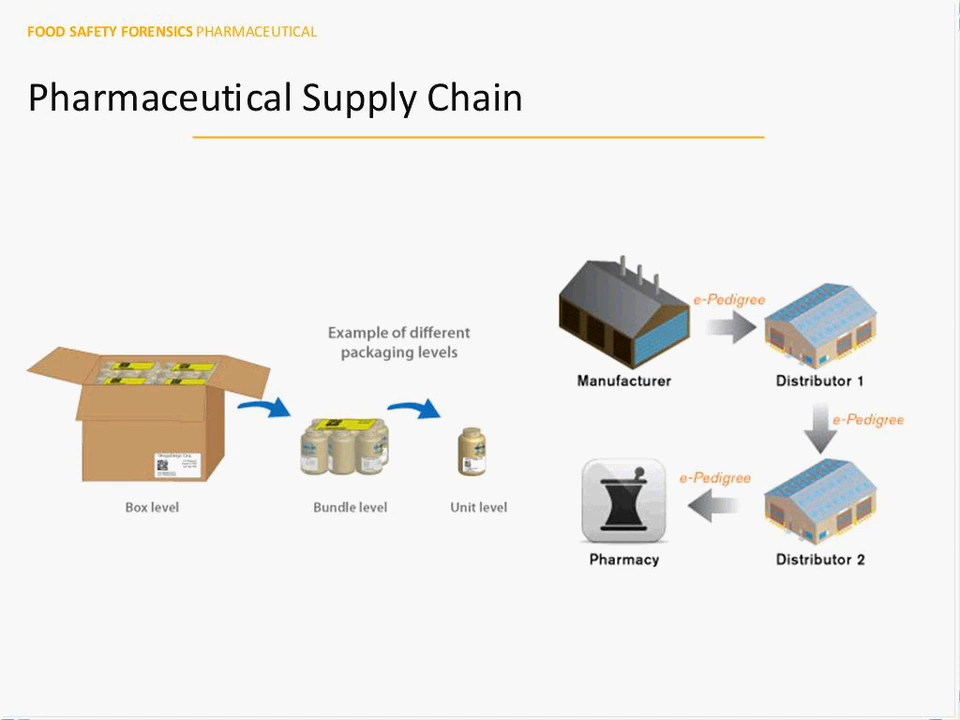 FOOD SAFETY FORENSICS PHARMACEUTICAL
Pharmaceutical Supply Chain
Example of different
packaging levels
Box level
Bundle level
Unit level
e-Pedigree
Manufacturer
Distributor 1
e-Pedigree
e-Pedigree
Pharmacy
Distributor 2